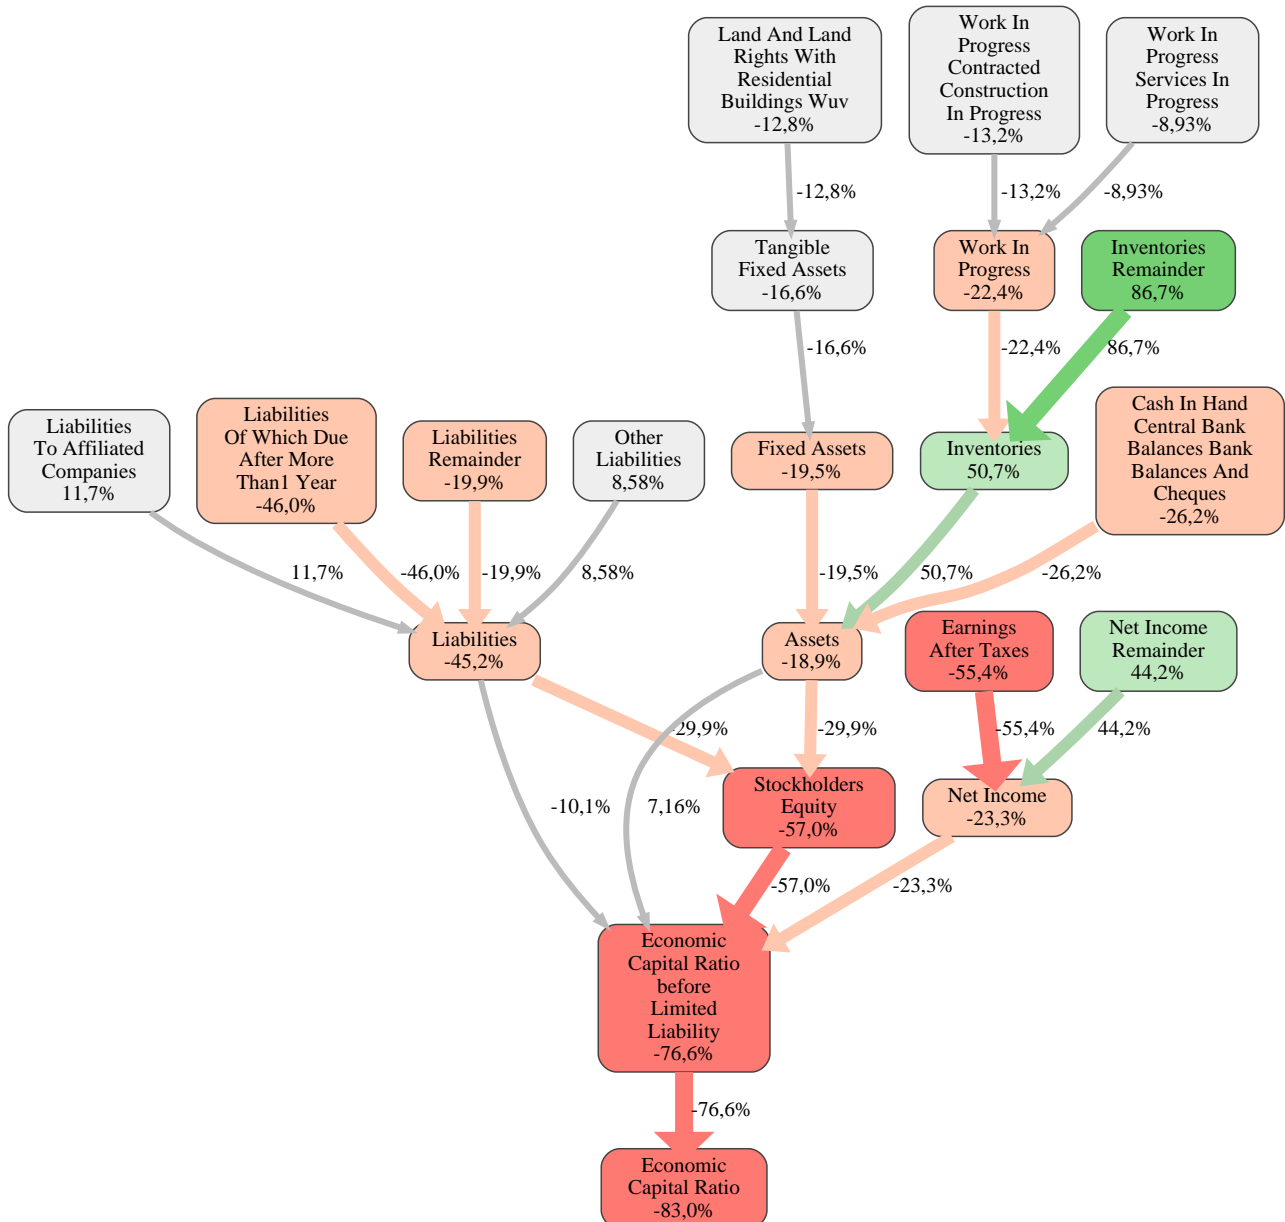 Land And Land
Rights With
Residential
Buildings Wuv
-12,8%
Work In
Progress
Contracted
Construction
In Progress
-13,2%
Work In
Progress
Services In
Progress
-8,93%
-12,8%
-13,2%
-8,93%
Tangible
Fixed Assets
-16,6%
Work In
Progress
-22,4%
Inventories
Remainder
86,7%
-16,6%
-22,4%
86,7%
Liabilities
To Affiliated
Companies
11,7%
Liabilities
Of Which Due
After More
Than1 Year
-46,0%
Liabilities
Remainder
-19,9%
Other
Liabilities
8,58%
Fixed Assets
-19,5%
Inventories
50,7%
Cash In Hand
Central Bank
Balances Bank
Balances And
Cheques
-26,2%
11,7%
-46,0%
-19,9%
8,58%
-19,5%
50,7%
-26,2%
Liabilities
-45,2%
Assets
-18,9%
Earnings
After Taxes
-55,4%
Net Income
Remainder
44,2%
-29,9%
-29,9%
-55,4%
44,2%
-10,1%
7,16%
Stockholders
Equity
-57,0%
Net Income
-23,3%
-57,0%
-23,3%
Economic
Capital Ratio
before
Limited
Liability
-76,6%
-76,6%
Economic
Capital Ratio
-83,0%